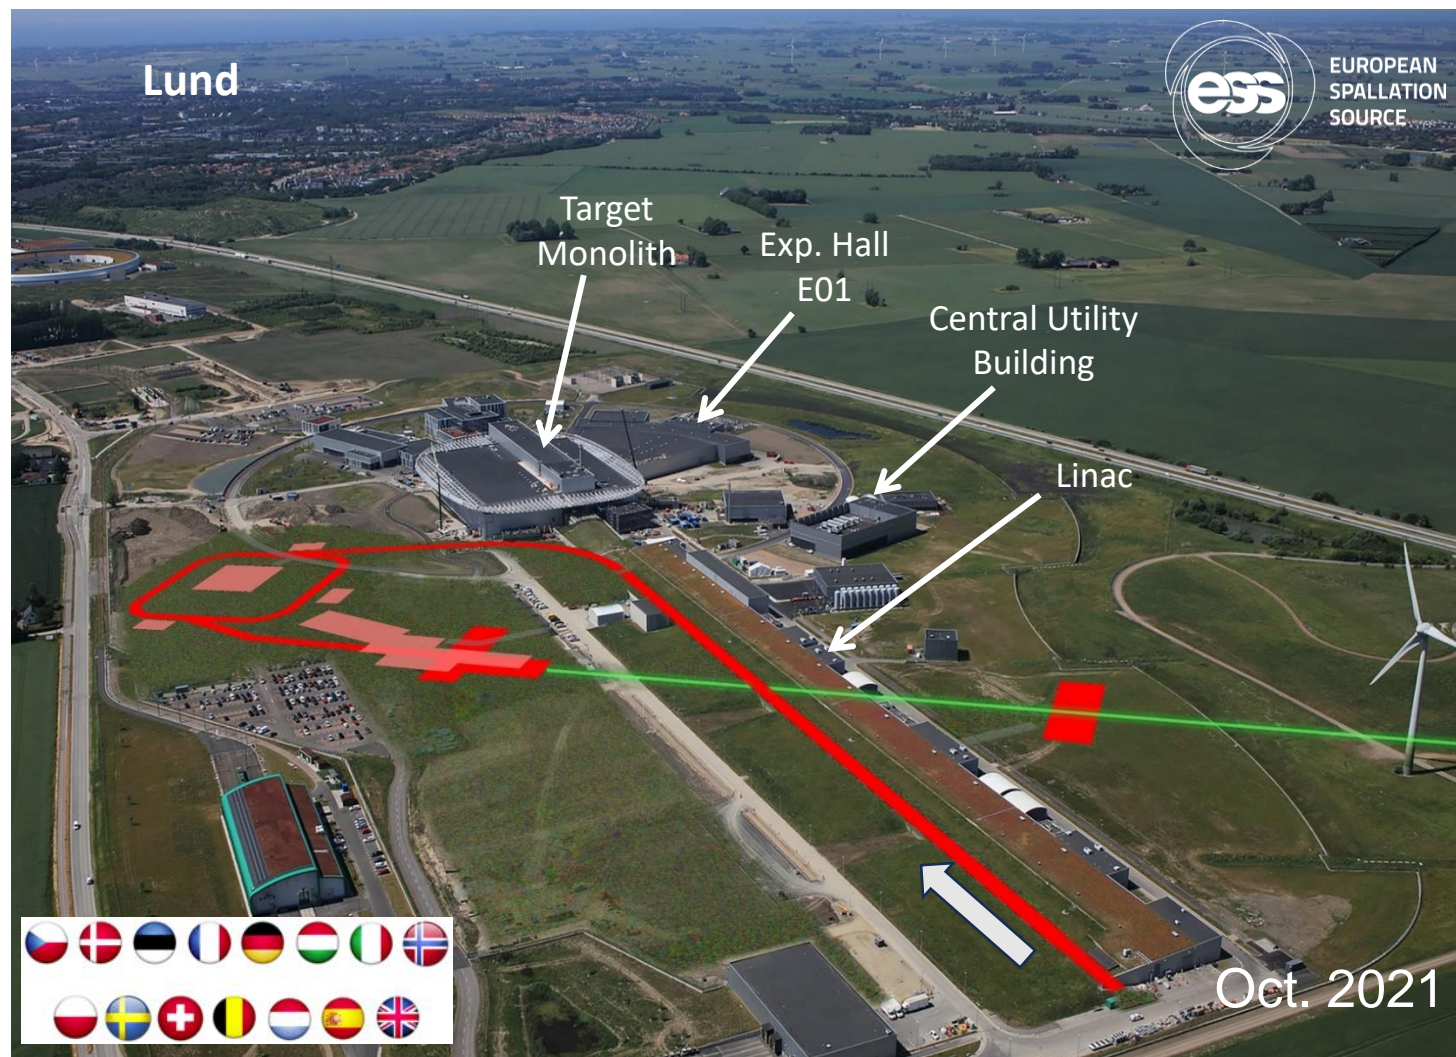 Lund
ess
EUROPEAN
SPALLATION
SOURCE
Target
Monolith
Exp. Hall
E01
Central Utility
Building
Linac
Oct. 2021